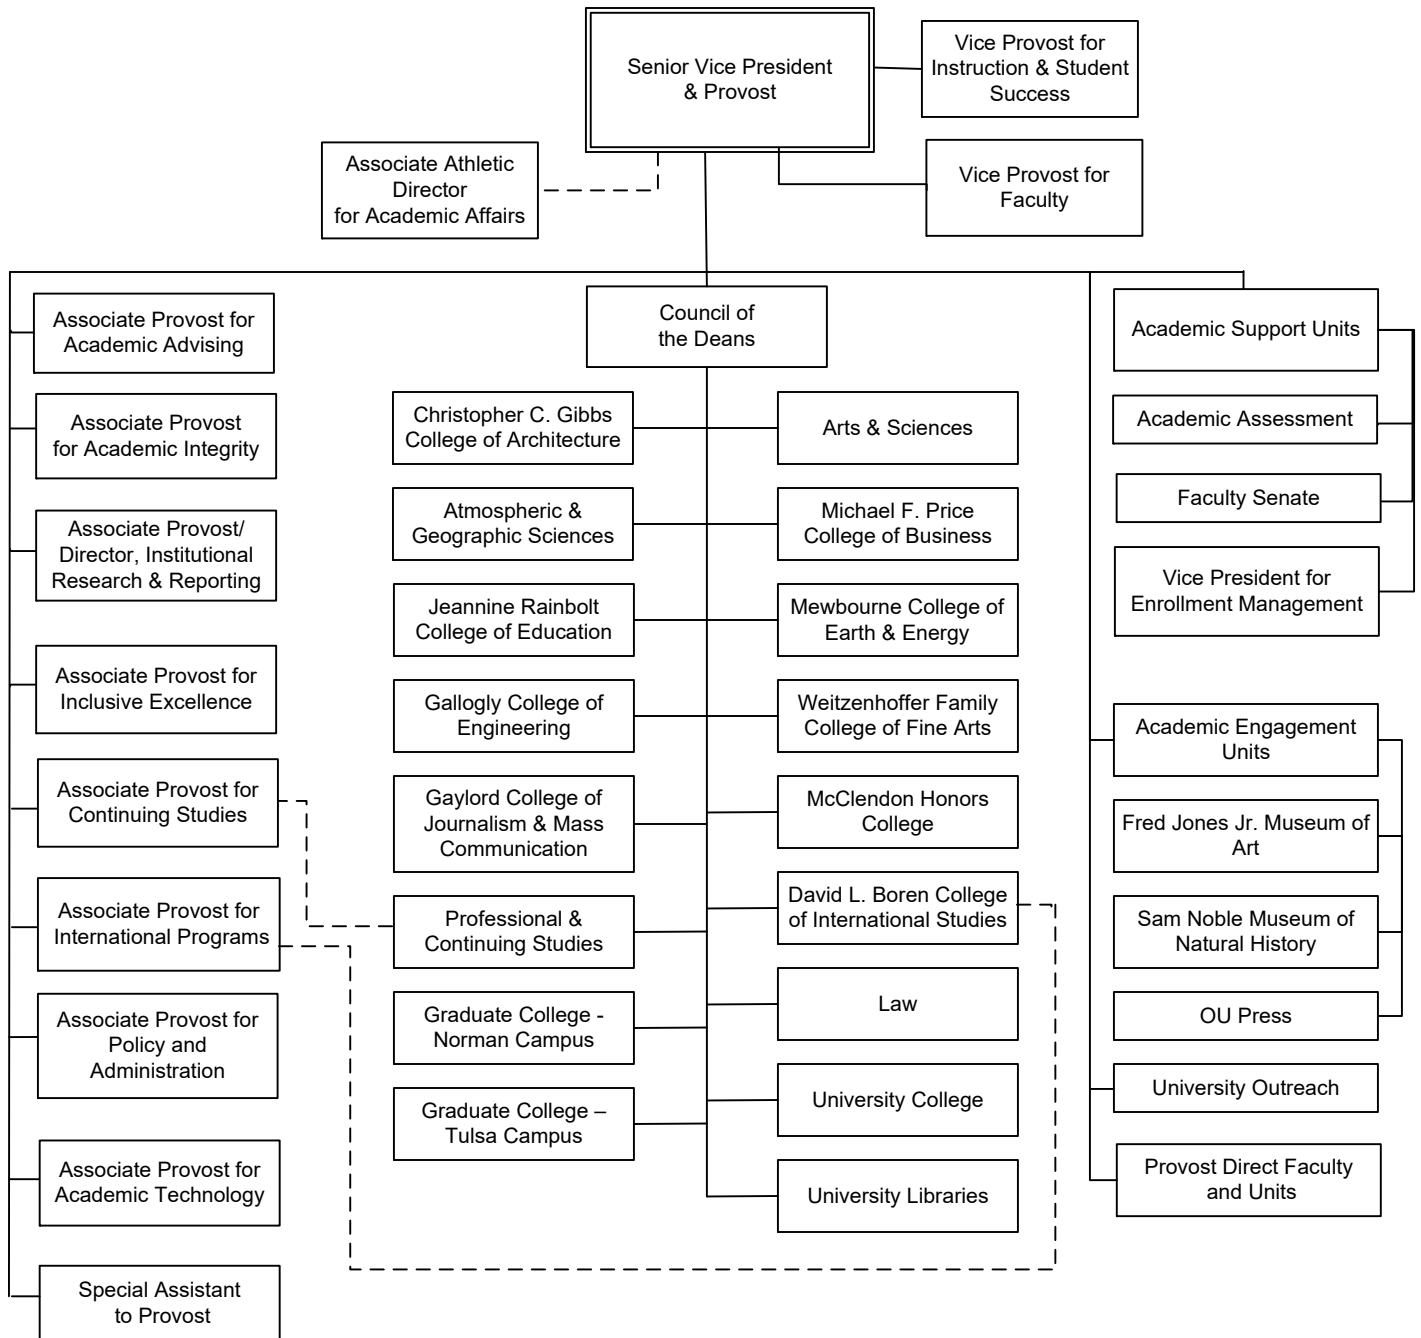 Senior Vice President
& Provost
Vice Provost for
Instruction & Student
Success
Associate Athletic
Director
for Academic Affairs
Vice Provost for
Faculty
Associate Provost for
Academic Advising
Associate Provost
for Academic Integrity
Associate Provost/
Director, Institutional
Research & Reporting
Associate Provost for
Inclusive Excellence
Associate Provost for
Continuing Studies
Associate Provost for
International Programs
Associate Provost for
Policy and
Administration
Associate Provost for
Academic Technology
Special Assistant
to Provost
Council of
the Deans
Christopher C. Gibbs
College of Architecture
Atmospheric &
Geographic Sciences
Jeannine Rainbolt
College of Education
Gallogly College of
Engineering
Gaylord College of
Journalism & Mass
Communication
Professional &
Continuing Studies
Graduate College -
Norman Campus
Graduate College –
Tulsa Campus
Arts & Sciences
Michael F. Price
College of Business
Mewbourne College of
Earth & Energy
Weitzenhoffer Family
College of Fine Arts
McClendon Honors
College
David L. Boren College
of International Studies
Law
University College
University Libraries
Academic Support Units
Academic Assessment
Faculty Senate
Vice President for
Enrollment Management
Academic Engagement
Units
Fred Jones Jr. Museum of
Art
Sam Noble Museum of
Natural History
OU Press
University Outreach
Provost Direct Faculty
and Units